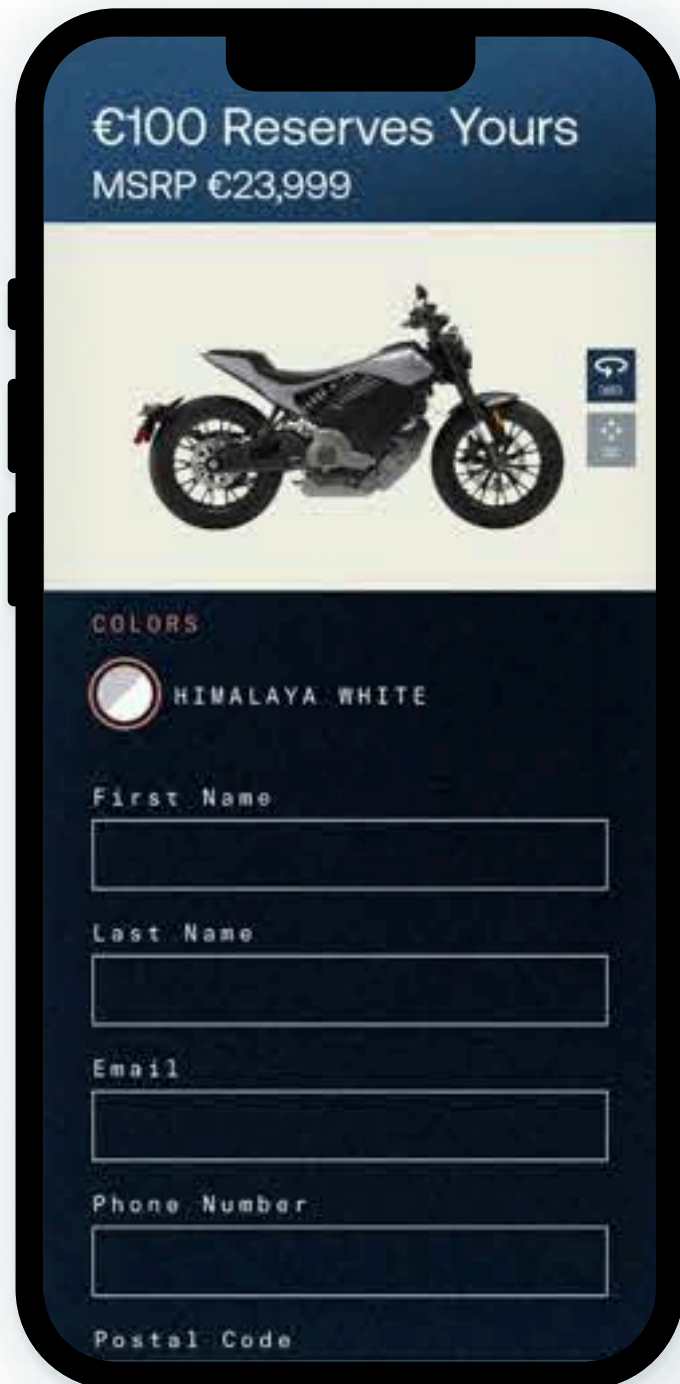 €100 Reserves Yours
MSRP €23,999
COLORS
HIMALAYA WHITE
First Name
Last Name
Email
Phone Number
Postal Code